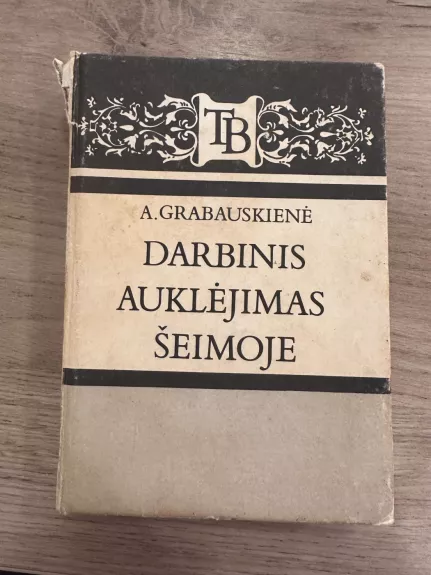 TB
A. GRABAUSKIENĖ
DARBINIS
AUKLĖJIMAS
ŠEIMOJE